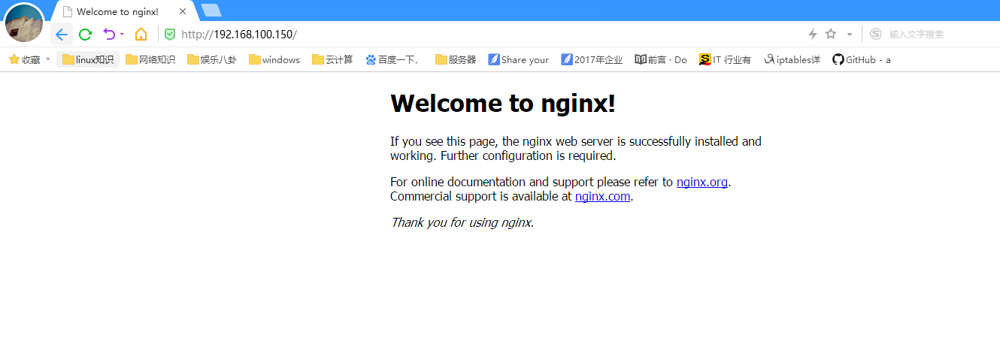 Welcome to nginx!
http://192.168.100.150/
输入文字搜索
收藏 linux知识 网络知识 娱乐八卦 windows 云计算 百度一下, 服务器 Share your 2017年企业 前言 · Do IT 行业有 iptables详 GitHub - a
Welcome to nginx!
If you see this page, the nginx web server is successfully installed and
working. Further configuration is required.
For online documentation and support please refer to nginx.org.
Commercial support is available at nginx.com.
Thank you for using nginx.